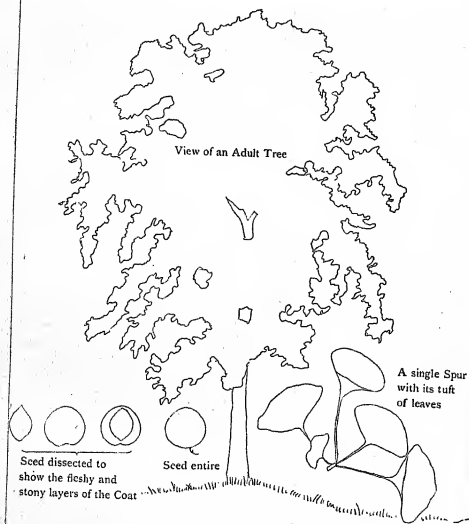 View of an Adult Tree
A single Spur
with its tuft
of leaves
Seed dissected to
show the fleshy and
stony layers of the Coat
Seed entire